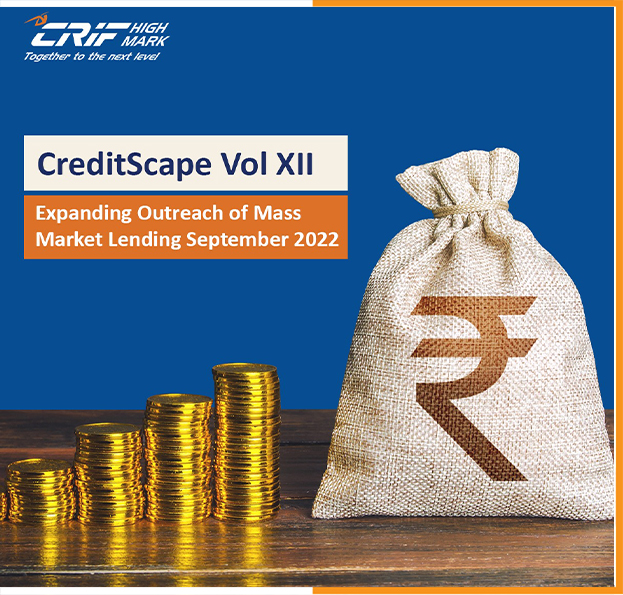 CRIF HIGH MARK
Together to the next level
CreditScape Vol XII
Expanding Outreach of Mass
Market Lending September 2022
₹